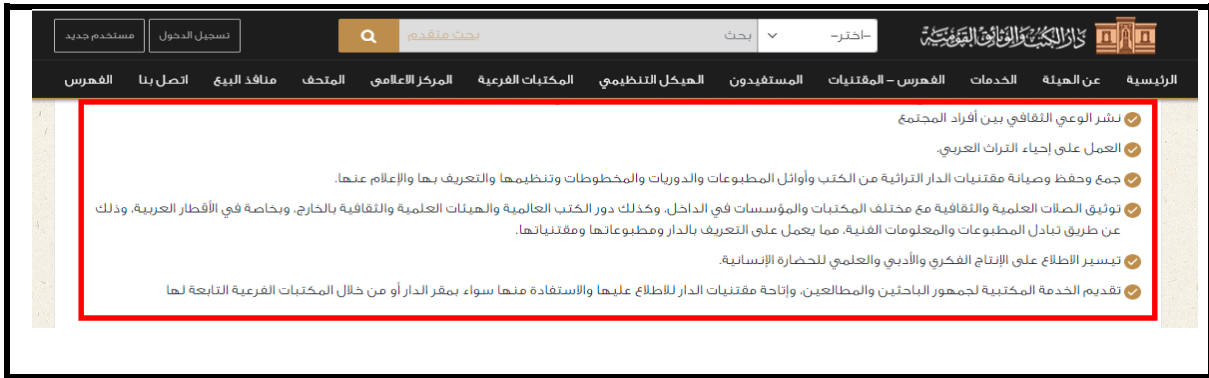 دار الكتب والوثائق القومية
–اختر–
بحث
بحث متقدم
تسجيل الدخول
مستخدم جديد
الرئيسية عن الهيئة الخدمات الفهرس – المقتنيات المستفيدون الهيكل التنظيمي المكتبات الفرعية المركز الاعلامى المتحف منافذ البيع اتصل بنا الفهرس
نشر الوعي الثقافي بين أفراد المجتمع
العمل على إحياء التراث العربي.
جمع وحفظ وصيانة مقتنيات الدار التراثية من الكتب وأوائل المطبوعات والدوريات والمخطوطات وتنظيمها والتعريف بها والإعلام عنها.
توثيق الصلات العلمية والثقافية مع مختلف المكتبات والمؤسسات في الداخل، وكذلك دور الكتب العالمية والهيئات العلمية والثقافية بالخارج، وبخاصة في الأقطار العربية، وذلك
عن طريق تبادل المطبوعات والمعلومات الفنية، مما يعمل على التعريف بالدار ومطبوعاتها ومقتنياتها.
تيسير الاطلاع على الإنتاج الفكري والأدبي والعلمي للحضارة الإنسانية.
تقديم الخدمة المكتبية لجمهور الباحثين والمطالعين، وإتاحة مقتنيات الدار للاطلاع عليها والاستفادة منها سواء بمقر الدار أو من خلال المكتبات الفرعية التابعة لها